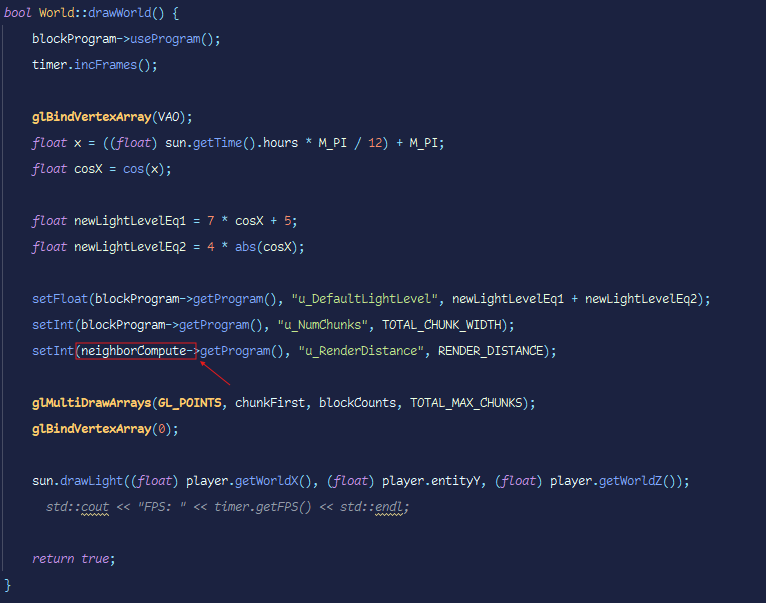 bool World::drawWorld() {
blockProgram->useProgram();
timer.incFrames();
glBindVertexArray(VAO);
float x = ((float) sun.getTime().hours * M_PI / 12) + M_PI;
float cosX = cos(x);
float newLightLevelEq1 = 7 * cosX + 5;
float newLightLevelEq2 = 4 * abs(cosX);
setFloat(blockProgram->getProgram(), "u_DefaultLightLevel", newLightLevelEq1 + newLightLevelEq2);
setInt(blockProgram->getProgram(), "u_NumChunks", TOTAL_CHUNK_WIDTH);
setInt(neighborCompute->getProgram(), "u_RenderDistance", RENDER_DISTANCE);
glMultiDrawArrays(GL_POINTS, chunkFirst, blockCounts, TOTAL_MAX_CHUNKS);
glBindVertexArray(0);
sun.drawLight((float) player.getWorldX(), (float) player.entityY, (float) player.getWorldZ());
std::cout << "FPS: " << timer.getFPS() << std::endl;
return true;
}